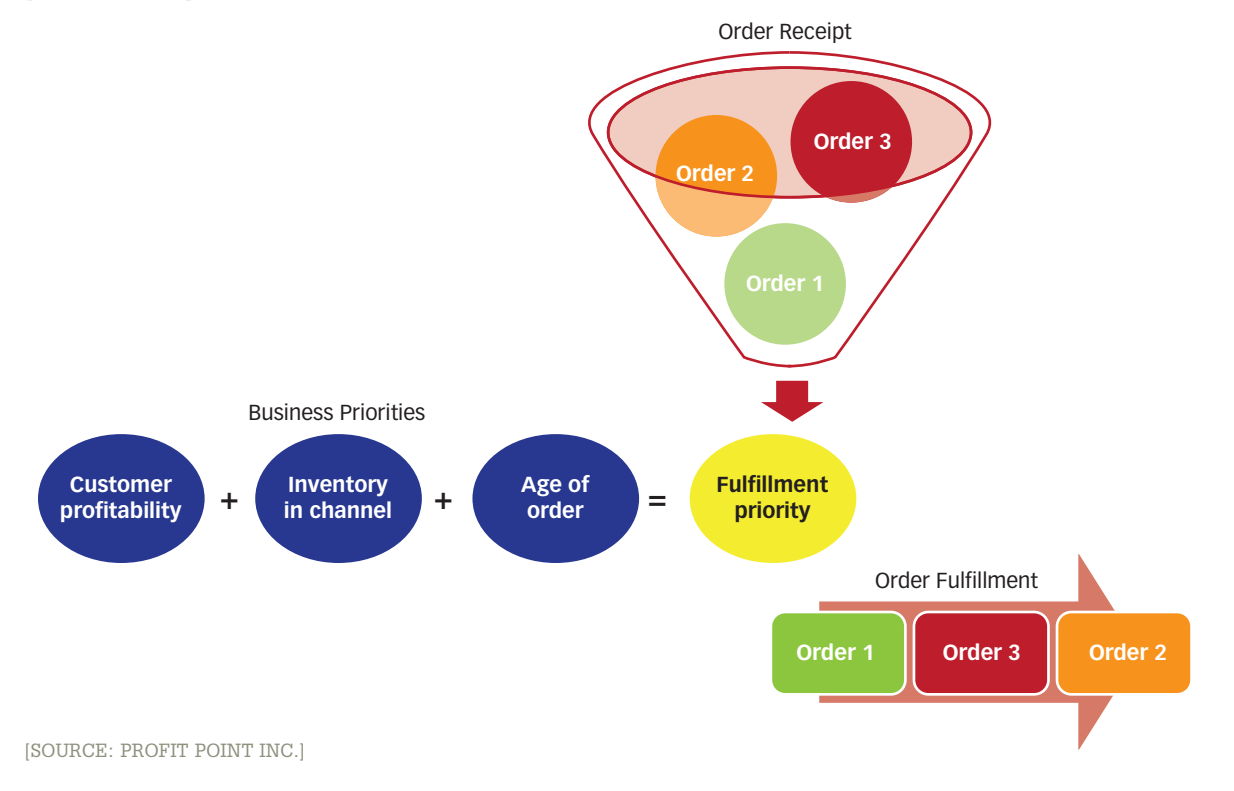 Order Receipt
Order 3
Order 2
Order 1
Business Priorities
Customer
profitability
+
Inventory
in channel
+
Age of
order
=
Fulfillment
priority
Order Fulfillment
Order 1
Order 3
Order 2
[SOURCE: PROFIT POINT INC.]